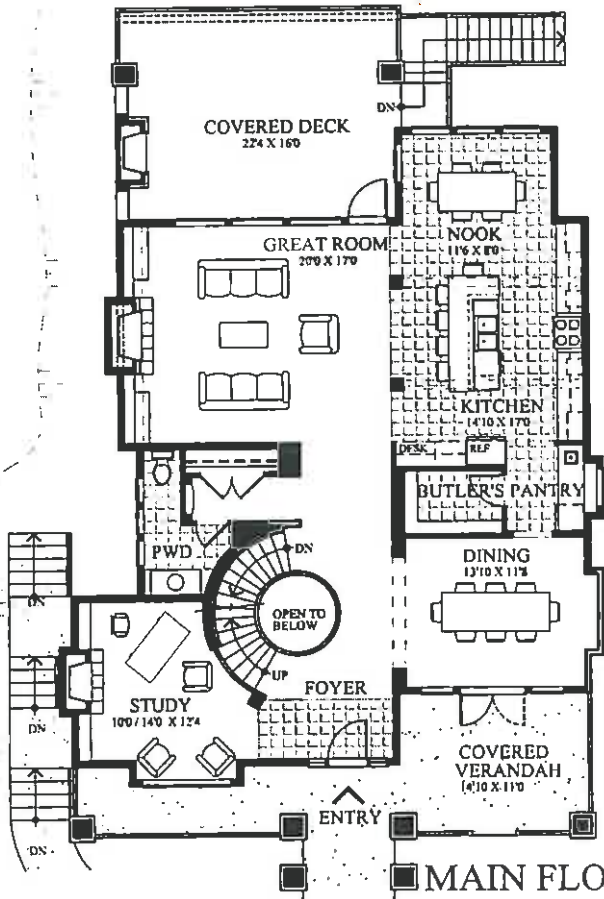 DN
COVERED DECK
22'4 X 16'0
GREAT ROOM
20'0 X 17'0
NOOK
11'6 X 8'0
KITCHEN
14'10 X 17'0
DESK
REF
BUTLER'S PANTRY
PWD
DN
DINING
13'10 X 11'8
OPEN TO
BELOW
UP
FOYER
STUDY
10'0 / 14'0 X 12'4
DN
DN
DN
COVERED
VERANDAH
14'10 X 11'0
ENTRY
MAIN FLO